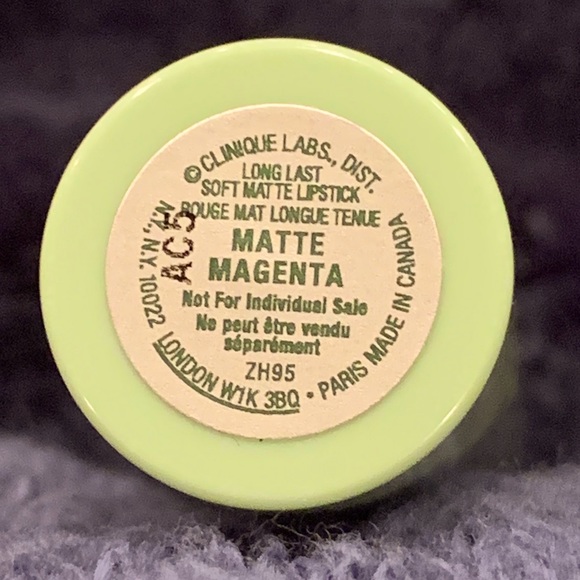 © CLINIQUE LABS., DIST.
LONG LAST
SOFT MATTE LIPSTICK
ROUGE MAT LONGUE TENUE
MATTE
MAGENTA
Not For Individual Sale
Ne peut être vendu
séparément
ZH95
N.Y., N.Y. 10022 LONDON W1K 3BQ • PARIS MADE IN CANADA
AC5